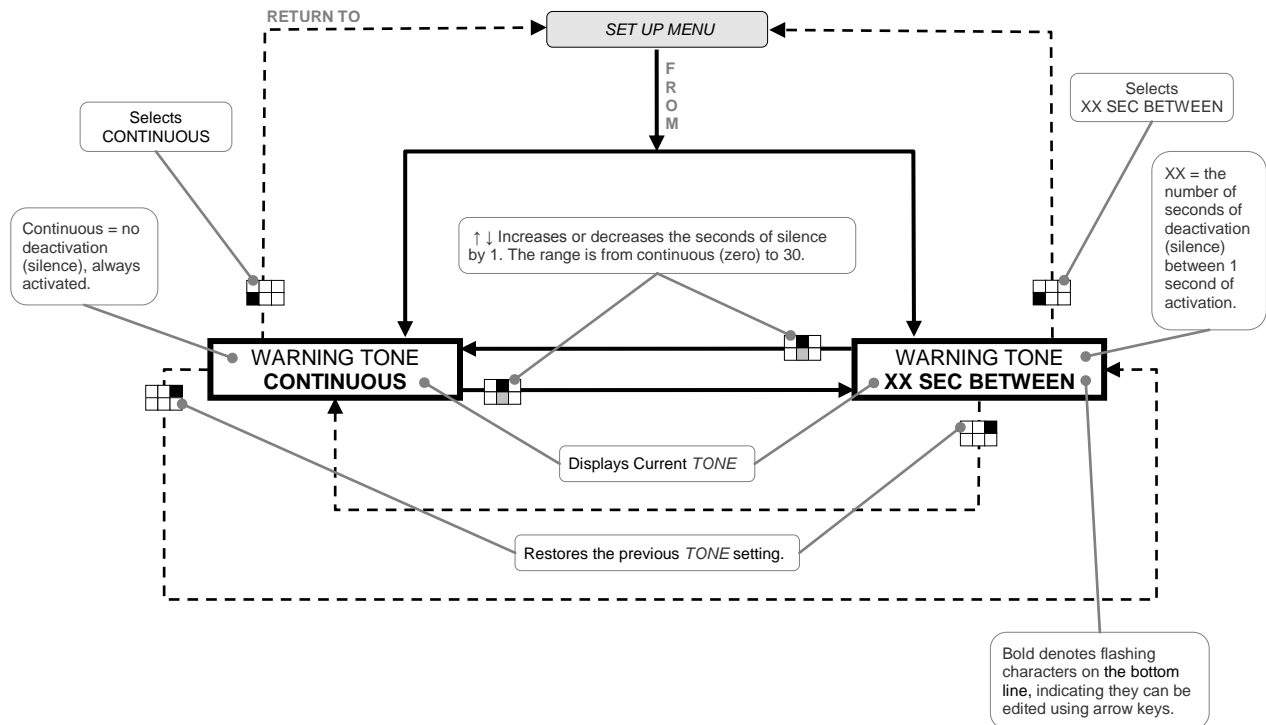 RETURN TO
SET UP MENU
F
R
O
M
Selects
CONTINUOUS
Selects
XX SEC BETWEEN
Continuous = no
deactivation
(silence), always
activated.
↑ ↓ Increases or decreases the seconds of silence
by 1. The range is from continuous (zero) to 30.
XX = the
number of
seconds of
deactivation
(silence)
between 1
second of
activation.
WARNING TONE
CONTINUOUS
WARNING TONE
XX SEC BETWEEN
Displays Current TONE
Restores the previous TONE setting.
Bold denotes flashing
characters on the bottom
line, indicating they can be
edited using arrow keys.